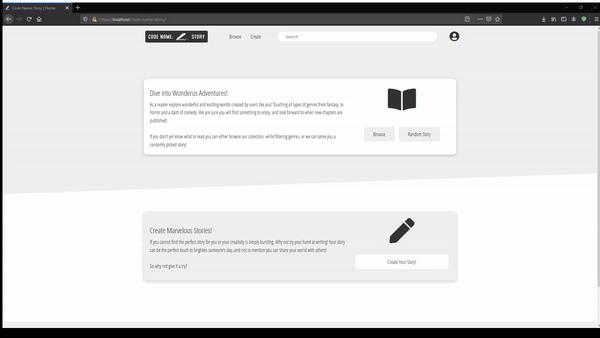 Code Name: Story | Home
https://localhost/code-name-story/
CODE NAME: STORY
Browse
Create
Search
Dive into Wonderus Adventures!
As a reader explore wonderful and exciting worlds created by users like you! Touching all types of genres from fantasy, to
horror and a dash of comedy. We are sure you will find something to enjoy, and look forward to when new chapters are
published!
If you don't yet know what to read you can either browse our collection, while filtering genres, or we can serve you a
randomly picked story!
Browse
Random Story
Create Marvelous Stories!
If you cannot find the perfect story for you or your creativity is simply bursting. Why not try your hand at writing! Your story
can be the perfect touch to brighten someone's day, and not to mention you can share your world with others!
So why not give it a try?
Create Your Story!